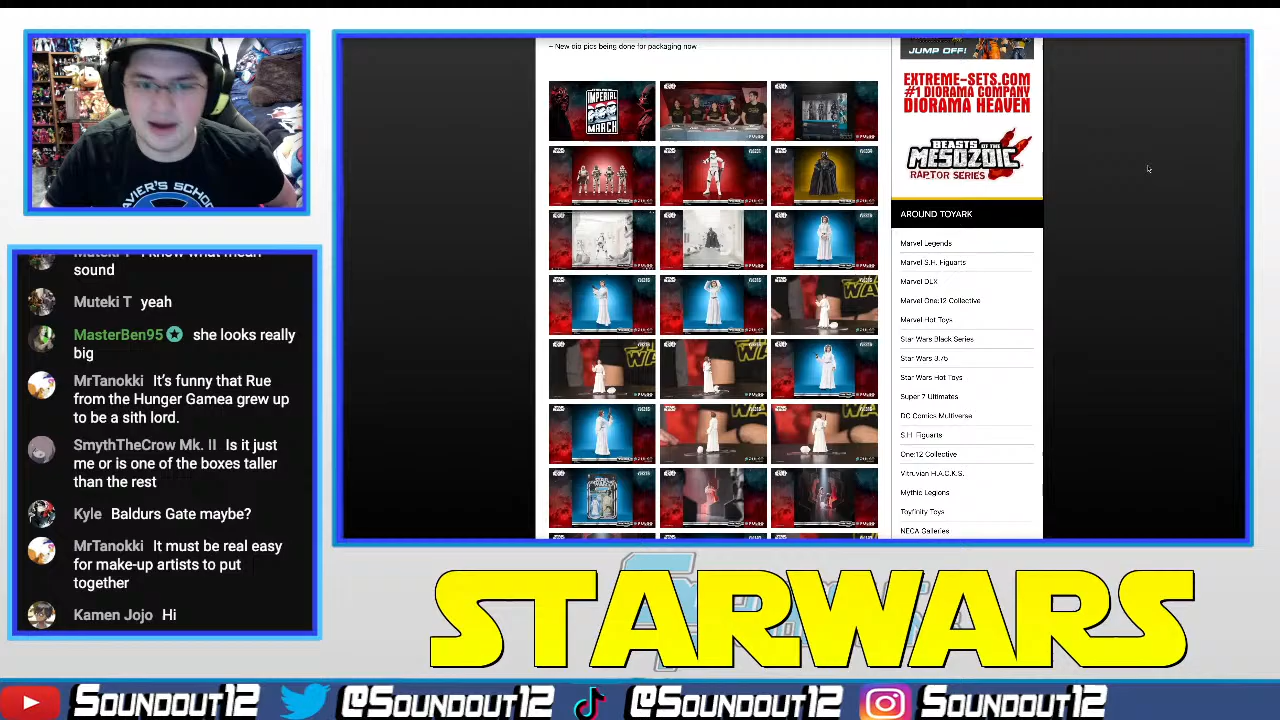 – New dio pics being done for packaging now
JUMP OFF!
EXTREME-SETS.COM
#1 DIORAMA COMPANY
DIORAMA HEAVEN
IMPERIAL
MARCH
BEASTS OF THE
MESOZOIC
RAPTOR SERIES
AROUND TOYARK
Marvel Legends
Marvel S.H. Figuarts
Marvel DLX
Marvel One:12 Collective
Marvel Hot Toys
Star Wars Black Series
Star Wars 3.75
Star Wars Hot Toys
Super 7 Ultimates
DC Comics Multiverse
S.H. Figuarts
One:12 Collective
Vitruvian H.A.C.K.S.
Mythic Legions
Toyfinity Toys
NECA Galleries
sound
Muteki T yeah
MasterBen95 she looks really
big
MrTanokki It's funny that Rue
from the Hunger Gamea grew up
to be a sith lord.
SmythTheCrow Mk. II Is it just
me or is one of the boxes taller
than the rest
Kyle Baldurs Gate maybe?
MrTanokki It must be real easy
for make-up artists to put
together
Kamen Jojo Hi
STARWARS
SOUNDOUT12
@SOUNDOUT12
@SOUNDOUT12
SOUNDOUT12